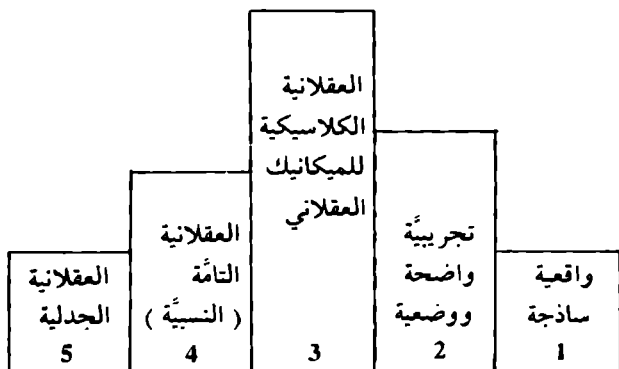 واقعية
ساذجة
1
تجريبيَّة
واضحة
ووضعية
2
العقلانية
الكلاسيكية
للميكانيك
العقلاني
3
العقلانية
التامَّة
( النسبيَّة )
4
العقلانية
الجدلية
5